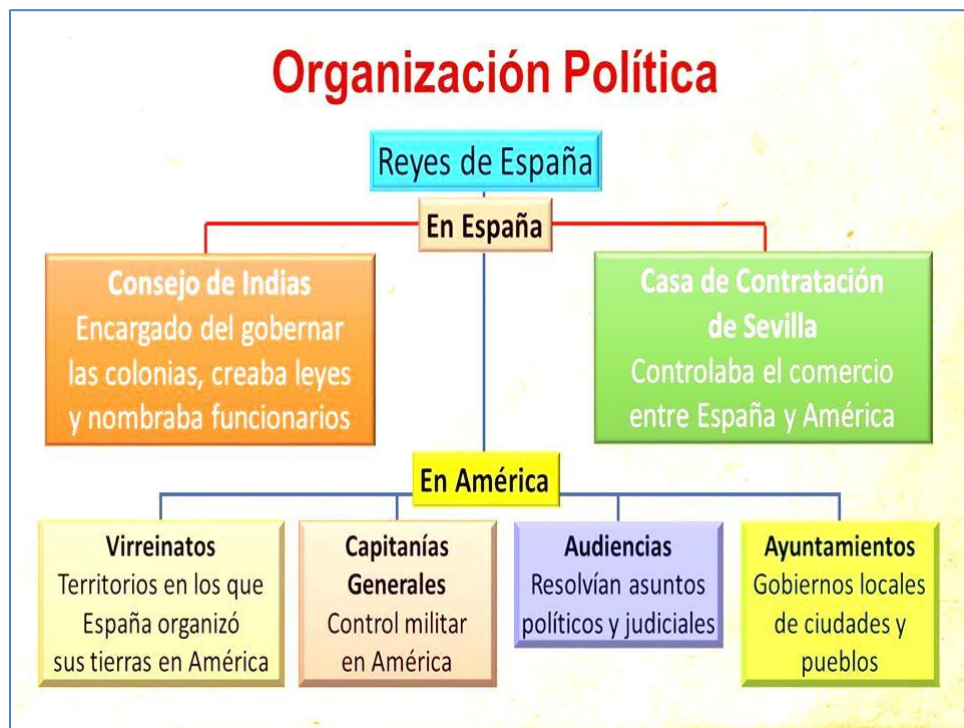 Organización Política
Reyes de España
En España
Consejo de Indias
Encargado del gobernar
las colonias, creaba leyes
y nombraba funcionarios
Casa de Contratación
de Sevilla
Controlaba el comercio
entre España y América
En América
Virreinatos
Territorios en los que
España organizó
sus tierras en América
Capitanías
Generales
Control militar
en América
Audiencias
Resolvían asuntos
políticos y judiciales
Ayuntamientos
Gobiernos locales
de ciudades y
pueblos